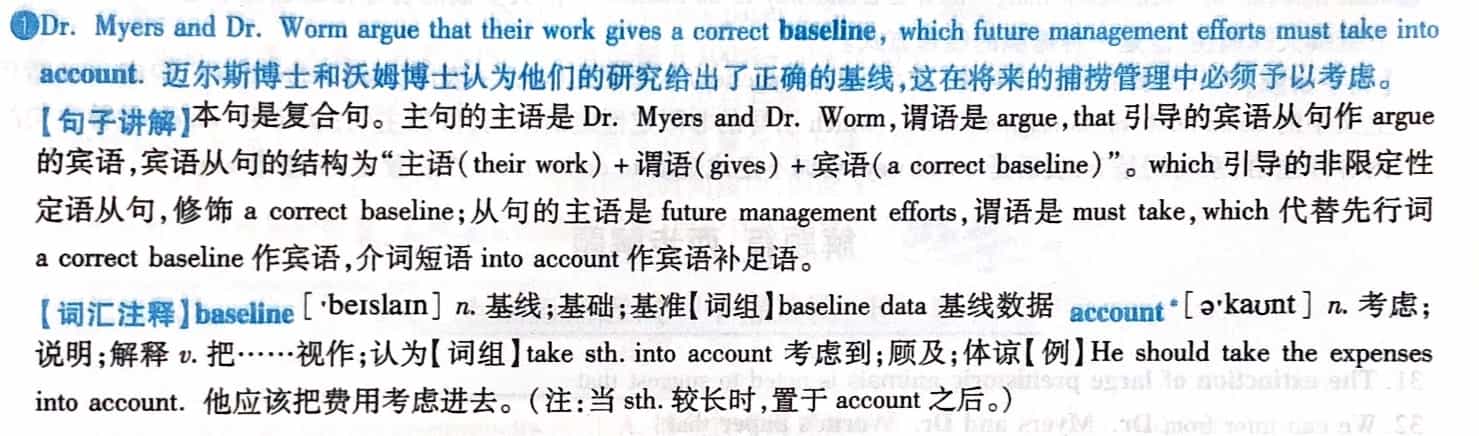 ❶Dr. Myers and Dr. Worm argue that their work gives a correct baseline, which future management efforts must take into
account. 迈尔斯博士和沃姆博士认为他们的研究给出了正确的基线,这在将来的捕捞管理中必须予以考虑。
【句子讲解】本句是复合句。主句的主语是 Dr. Myers and Dr. Worm,谓语是 argue,that 引导的宾语从句作 argue
的宾语,宾语从句的结构为“主语(their work)+谓语(gives)+宾语(a correct baseline)”。which 引导的非限定性
定语从句,修饰 a correct baseline;从句的主语是 future management efforts,谓语是 must take,which 代替先行词
a correct baseline 作宾语,介词短语 into account 作宾语补足语。
【词汇注释】baseline [ˈbeɪslaɪn] n. 基线;基础;基准【词组】baseline data 基线数据 account*[əˈkaʊnt] n. 考虑;
说明;解释 v. 把……视作;认为【词组】take sth. into account 考虑到;顾及;体谅【例】He should take the expenses
into account. 他应该把费用考虑进去。(注:当 sth. 较长时,置于 account 之后。)